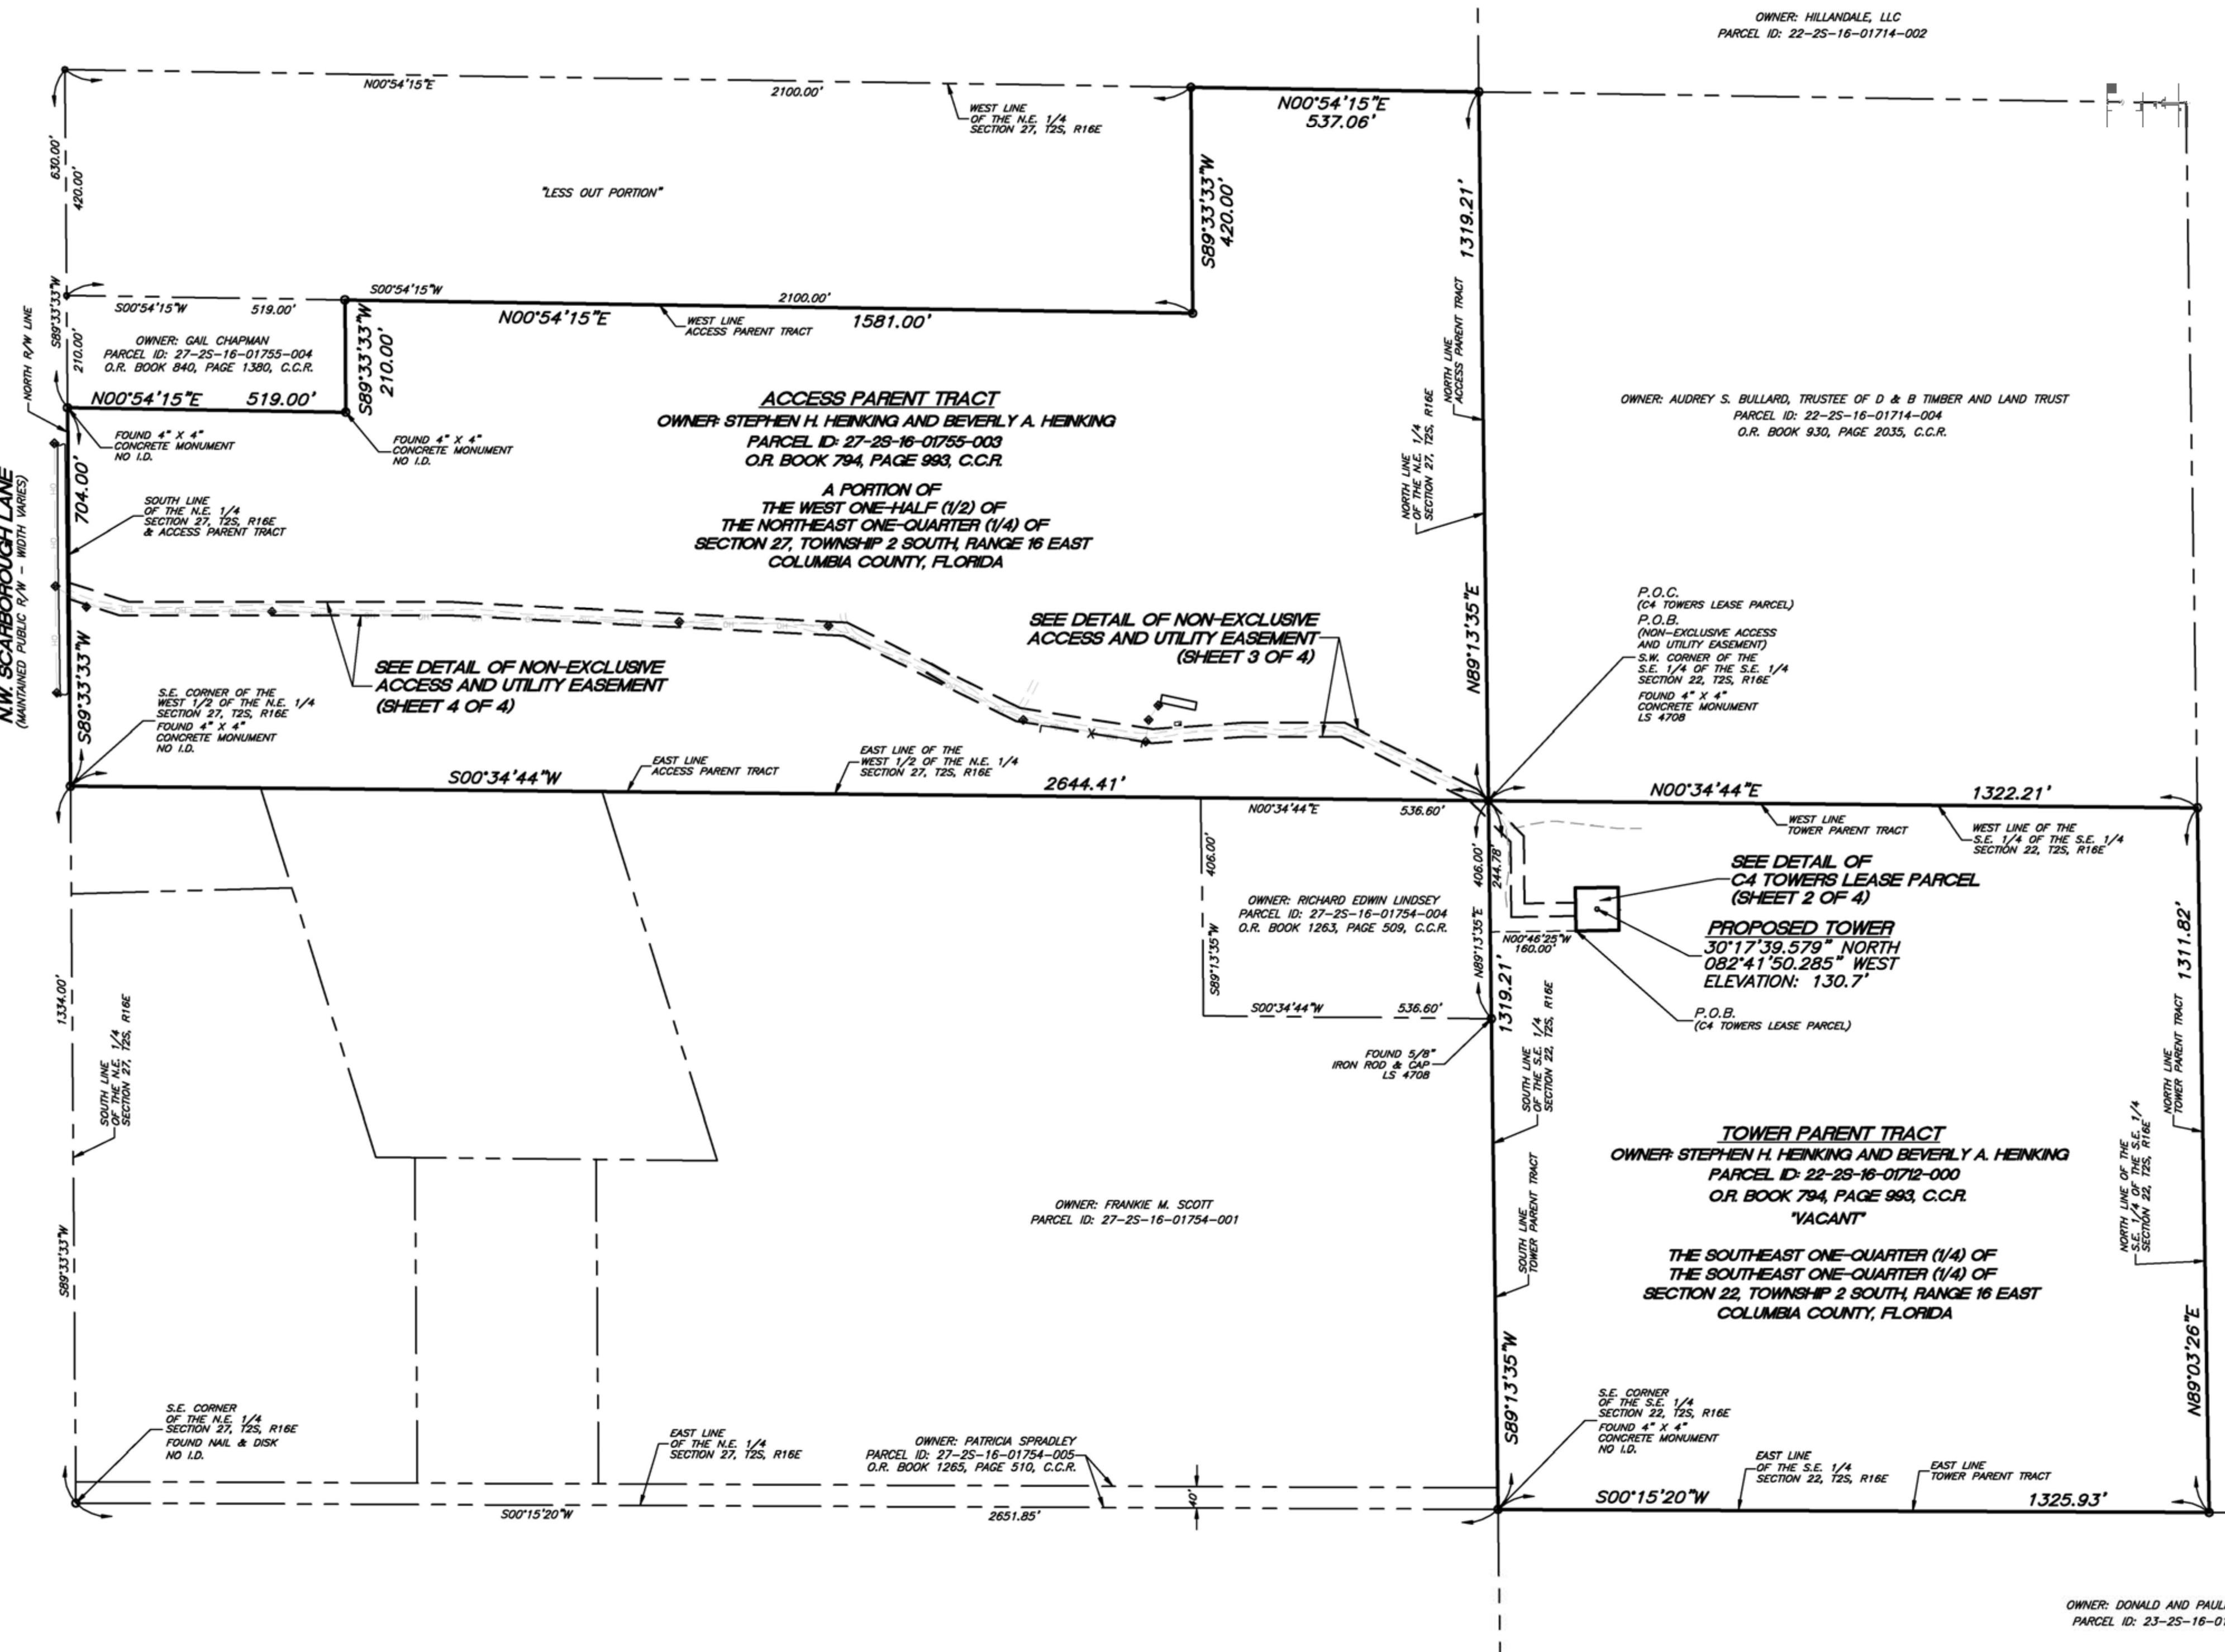 OWNER: HILLANDALE, LLC
PARCEL ID: 22-2S-16-01714-002
N00°54'15"E
2100.00'
WEST LINE
OF THE N.E. 1/4
SECTION 27, T2S, R16E
N00°54'15"E
537.06'
630.00'
420.00'
"LESS OUT PORTION"
S89°33'33"W
420.00'
1319.21'
NORTH LINE
ACCESS PARENT TRACT
NORTH LINE
OF THE N.E. 1/4
SECTION 27, T2S, R16E
N89°13'35"E
S89°33'33"W
210.00'
NORTH R/W LINE
S00°54'15"W
519.00'
S00°54'15"W
2100.00'
N00°54'15"E
WEST LINE
ACCESS PARENT TRACT
1581.00'
OWNER: GAIL CHAPMAN
PARCEL ID: 27-2S-16-01755-004
O.R. BOOK 840, PAGE 1380, C.C.R.
S89°33'33"W
210.00'
N00°54'15"E
519.00'
FOUND 4" X 4"
CONCRETE MONUMENT
NO I.D.
FOUND 4" X 4"
CONCRETE MONUMENT
NO I.D.
ACCESS PARENT TRACT
OWNER: STEPHEN H. HEINKING AND BEVERLY A. HEINKING
PARCEL ID: 27-2S-16-01755-003
O.R. BOOK 794, PAGE 993, C.C.R.
A PORTION OF
THE WEST ONE-HALF (1/2) OF
THE NORTHEAST ONE-QUARTER (1/4) OF
SECTION 27, TOWNSHIP 2 SOUTH, RANGE 16 EAST
COLUMBIA COUNTY, FLORIDA
OWNER: AUDREY S. BULLARD, TRUSTEE OF D & B TIMBER AND LAND TRUST
PARCEL ID: 22-2S-16-01714-004
O.R. BOOK 930, PAGE 2035, C.C.R.
N.W. SCARBOROUGH LANE
(MAINTAINED PUBLIC R/W - WIDTH VARIES)
704.00'
S89°33'33"W
SOUTH LINE
OF THE N.E. 1/4
SECTION 27, T2S, R16E
& ACCESS PARENT TRACT
SEE DETAIL OF NON-EXCLUSIVE
ACCESS AND UTILITY EASEMENT
(SHEET 4 OF 4)
SEE DETAIL OF NON-EXCLUSIVE
ACCESS AND UTILITY EASEMENT
(SHEET 3 OF 4)
P.O.C.
(C4 TOWERS LEASE PARCEL)
P.O.B.
(NON-EXCLUSIVE ACCESS
AND UTILITY EASEMENT)
S.W. CORNER OF THE
S.E. 1/4 OF THE S.E. 1/4
SECTION 22, T2S, R16E
FOUND 4" X 4"
CONCRETE MONUMENT
LS 4708
S.E. CORNER OF THE
WEST 1/2 OF THE N.E. 1/4
SECTION 27, T2S, R16E
FOUND 4" X 4"
CONCRETE MONUMENT
NO I.D.
S00°34'44"W
EAST LINE
ACCESS PARENT TRACT
EAST LINE OF THE
WEST 1/2 OF THE N.E. 1/4
SECTION 27, T2S, R16E
2644.41'
N00°34'44"E
536.60'
N00°34'44"E
1322.21'
WEST LINE
TOWER PARENT TRACT
WEST LINE OF THE
S.E. 1/4 OF THE S.E. 1/4
SECTION 22, T2S, R16E
406.00'
S89°13'35"W
OWNER: RICHARD EDWIN LINDSEY
PARCEL ID: 27-2S-16-01754-004
O.R. BOOK 1263, PAGE 509, C.C.R.
406.00'
N89°13'35"E
244.78'
N00°46'25"W
160.00'
SEE DETAIL OF
C4 TOWERS LEASE PARCEL
(SHEET 2 OF 4)
PROPOSED TOWER
30°17'39.579" NORTH
082°41'50.285" WEST
ELEVATION: 130.7'
P.O.B.
(C4 TOWERS LEASE PARCEL)
S00°34'44"W
536.60'
FOUND 5/8"
IRON ROD & CAP
LS 4708
1319.21'
SOUTH LINE
OF THE S.E. 1/4
SECTION 22, T2S, R16E
SOUTH LINE
TOWER PARENT TRACT
S89°13'35"W
1311.82'
NORTH LINE
TOWER PARENT TRACT
NORTH LINE OF THE
S.E. 1/4 OF THE S.E. 1/4
SECTION 22, T2S, R16E
N89°03'26"E
1334.00'
SOUTH LINE
OF THE N.E. 1/4
SECTION 27, T2S, R16E
S89°33'33"W
OWNER: FRANKIE M. SCOTT
PARCEL ID: 27-2S-16-01754-001
TOWER PARENT TRACT
OWNER: STEPHEN H. HEINKING AND BEVERLY A. HEINKING
PARCEL ID: 22-2S-16-01712-000
O.R. BOOK 794, PAGE 993, C.C.R.
"VACANT"
THE SOUTHEAST ONE-QUARTER (1/4) OF
THE SOUTHEAST ONE-QUARTER (1/4) OF
SECTION 22, TOWNSHIP 2 SOUTH, RANGE 16 EAST
COLUMBIA COUNTY, FLORIDA
S.E. CORNER
OF THE N.E. 1/4
SECTION 27, T2S, R16E
FOUND NAIL & DISK
NO I.D.
EAST LINE
OF THE N.E. 1/4
SECTION 27, T2S, R16E
OWNER: PATRICIA SPRADLEY
PARCEL ID: 27-2S-16-01754-005
O.R. BOOK 1265, PAGE 510, C.C.R.
40'
S.E. CORNER
OF THE S.E. 1/4
SECTION 22, T2S, R16E
FOUND 4" X 4"
CONCRETE MONUMENT
NO I.D.
EAST LINE
OF THE S.E. 1/4
SECTION 22, T2S, R16E
EAST LINE
TOWER PARENT TRACT
S00°15'20"W
2651.85'
S00°15'20"W
1325.93'
OWNER: DONALD AND PAUL
PARCEL ID: 23-2S-16-01